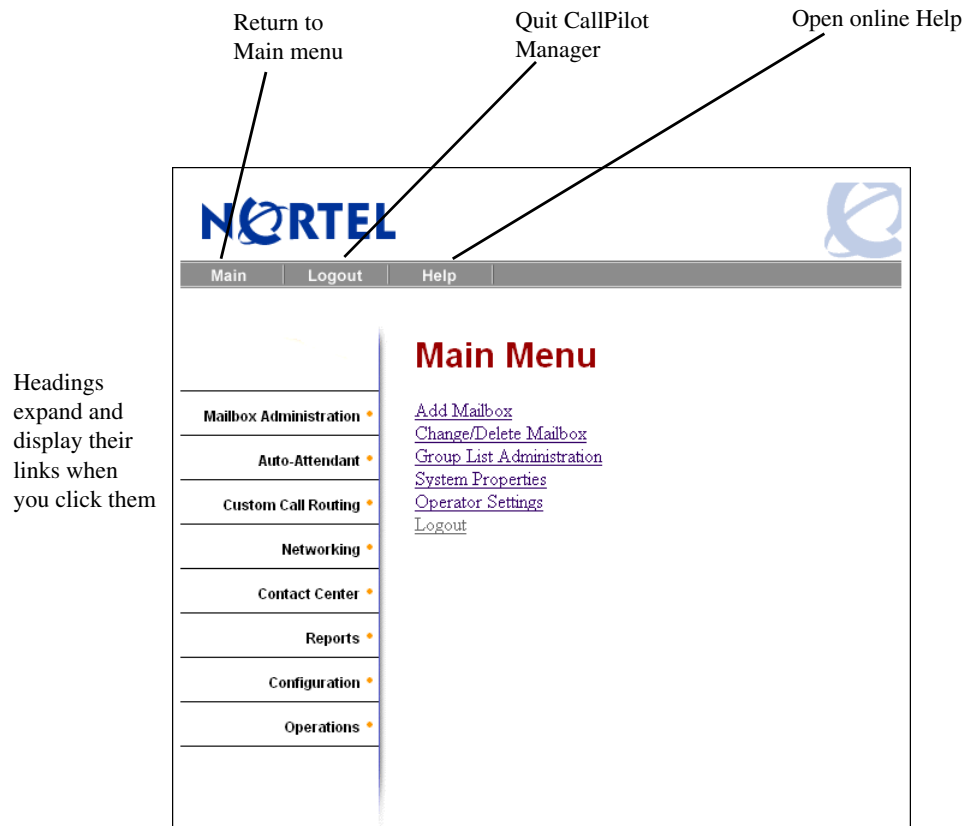 Return to
Main menu
Quit CallPilot
Manager
Open online Help
NORTEL
Main
Logout
Help
Headings
expand and
display their
links when
you click them
Mailbox Administration
Auto-Attendant
Custom Call Routing
Networking
Contact Center
Reports
Configuration
Operations
Main Menu
Add Mailbox
Change/Delete Mailbox
Group List Administration
System Properties
Operator Settings
Logout